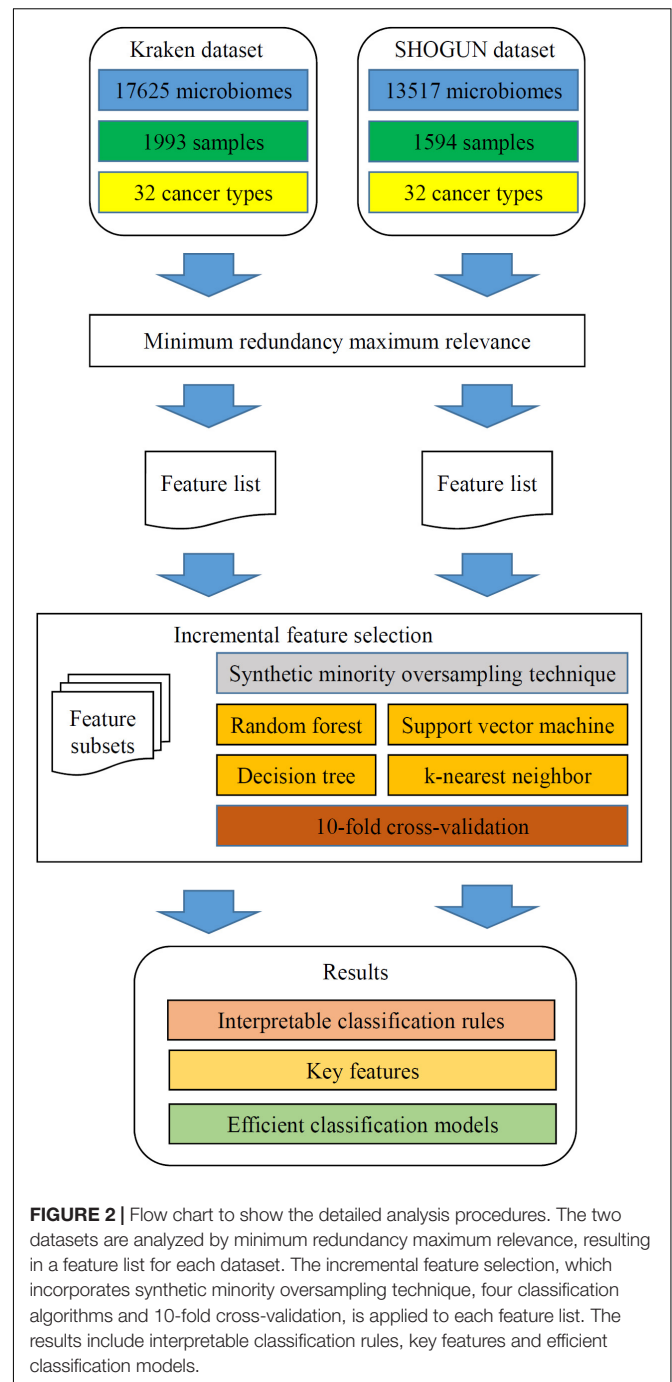 Kraken dataset
17625 microbiomes
1993 samples
32 cancer types
SHOGUN dataset
13517 microbiomes
1594 samples
32 cancer types
Minimum redundancy maximum relevance
Feature list
Feature list
Incremental feature selection
Feature
subsets
Synthetic minority oversampling technique
Random forest
Support vector machine
Decision tree
k-nearest neighbor
10-fold cross-validation
Results
Interpretable classification rules
Key features
Efficient classification models
FIGURE 2 | Flow chart to show the detailed analysis procedures. The two
datasets are analyzed by minimum redundancy maximum relevance, resulting
in a feature list for each dataset. The incremental feature selection, which
incorporates synthetic minority oversampling technique, four classification
algorithms and 10-fold cross-validation, is applied to each feature list. The
results include interpretable classification rules, key features and efficient
classification models.